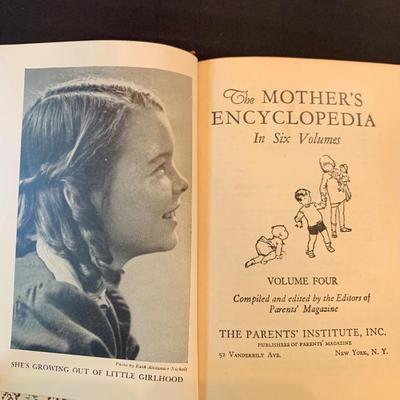 Photo by Ruth Alexander Nichols
SHE'S GROWING OUT OF LITTLE GIRLHOOD
The MOTHER'S
ENCYCLOPEDIA
In Six Volumes
VOLUME FOUR
Compiled and edited by the Editors of
Parents' Magazine
THE PARENTS' INSTITUTE, INC.
PUBLISHERS OF PARENTS' MAGAZINE
52 VANDERBILT AVE. NEW YORK, N. Y.